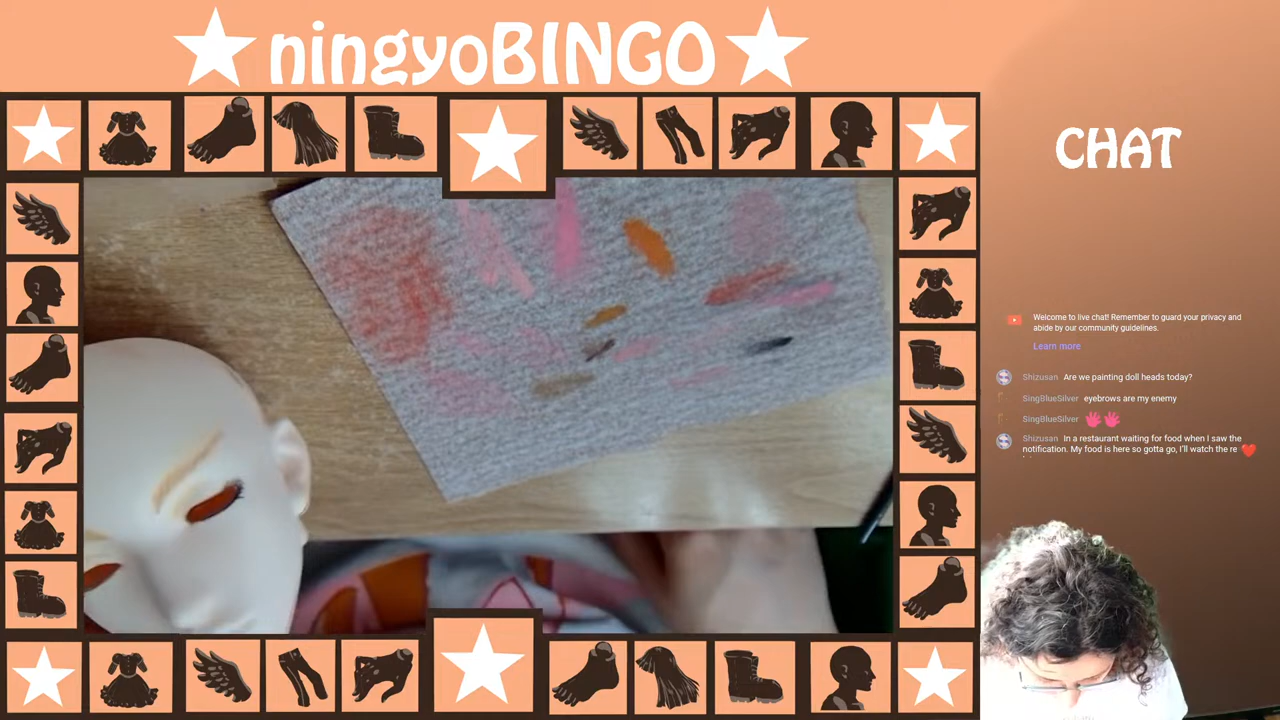 ningyoBINGO
CHAT
Welcome to live chat! Remember to guard your privacy and
abide by our community guidelines.
Learn more
Shizusan Are we painting doll heads today?
SingBlueSilver eyebrows are my enemy
SingBlueSilver
Shizusan In a restaurant waiting for food when I saw the
notification. My food is here so gotta go, I'll watch the re